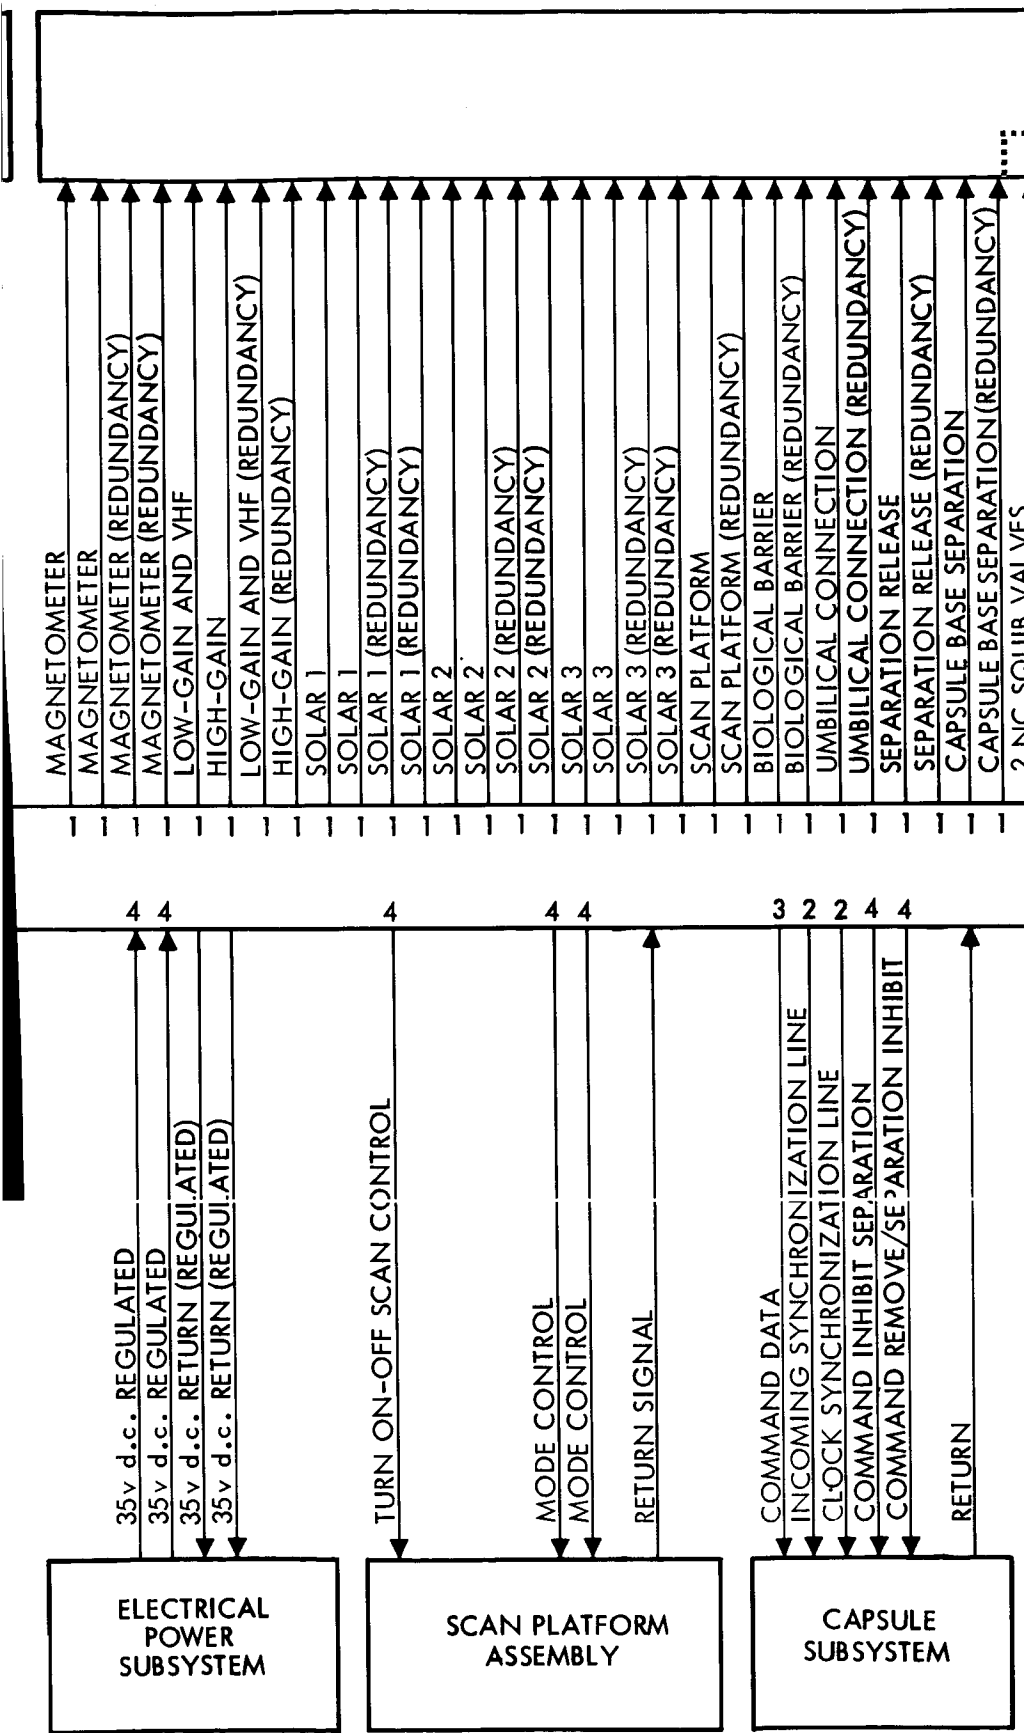 MAGNETOMETER
MAGNETOMETER
MAGNETOMETER (REDUNDANCY)
MAGNETOMETER (REDUNDANCY)
LOW-GAIN AND VHF
HIGH-GAIN
LOW-GAIN AND VHF (REDUNDANCY)
HIGH-GAIN (REDUNDANCY)
SOLAR 1
SOLAR 1
SOLAR 1 (REDUNDANCY)
SOLAR 1 (REDUNDANCY)
SOLAR 2
SOLAR 2
SOLAR 2 (REDUNDANCY)
SOLAR 2 (REDUNDANCY)
SOLAR 3
SOLAR 3
SOLAR 3 (REDUNDANCY)
SOLAR 3 (REDUNDANCY)
SCAN PLATFORM
SCAN PLATFORM (REDUNDANCY)
BIOLOGICAL BARRIER
BIOLOGICAL BARRIER (REDUNDANCY)
UMBILICAL CONNECTION
UMBILICAL CONNECTION (REDUNDANCY)
SEPARATION RELEASE
SEPARATION RELEASE (REDUNDANCY)
CAPSULE BASE SEPARATION
CAPSULE BASE SEPARATION (REDUNDANCY)
2 NC SQUIB VALVES
1 1 1 1 1 1 1 1 1 1 1 1 1 1 1 1 1 1 1 1 1 1 1 1 1 1 1 1 1 1
4 4 4 4 4 3 2 2 4 4
35v d.c. REGULATED
35v d.c. REGULATED
35v d.c. RETURN (REGULATED)
35v d.c. RETURN (REGULATED)
TURN ON-OFF SCAN CONTROL
MODE CONTROL
MODE CONTROL
RETURN SIGNAL
COMMAND DATA
INCOMING SYNCHRONIZATION LINE
CLOCK SYNCHRONIZATION LINE
COMMAND INHIBIT SEPARATION
COMMAND REMOVE/SEPARATION INHIBIT
RETURN
ELECTRICAL
POWER
SUBSYSTEM
SCAN PLATFORM
ASSEMBLY
CAPSULE
SUBSYSTEM